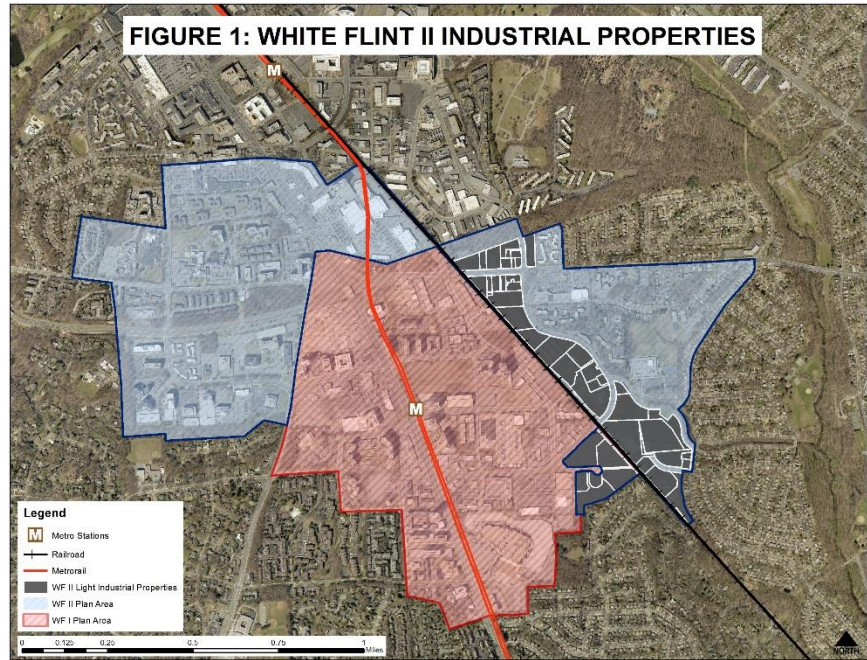 FIGURE 1: WHITE FLINT II INDUSTRIAL PROPERTIES
M
M
Legend
M Metro Stations
Railroad
Metrorail
WF II Light Industrial Properties
WF II Plan Area
WF I Plan Area
0 0.125 0.25 0.5 0.75 1
Miles
NORTH